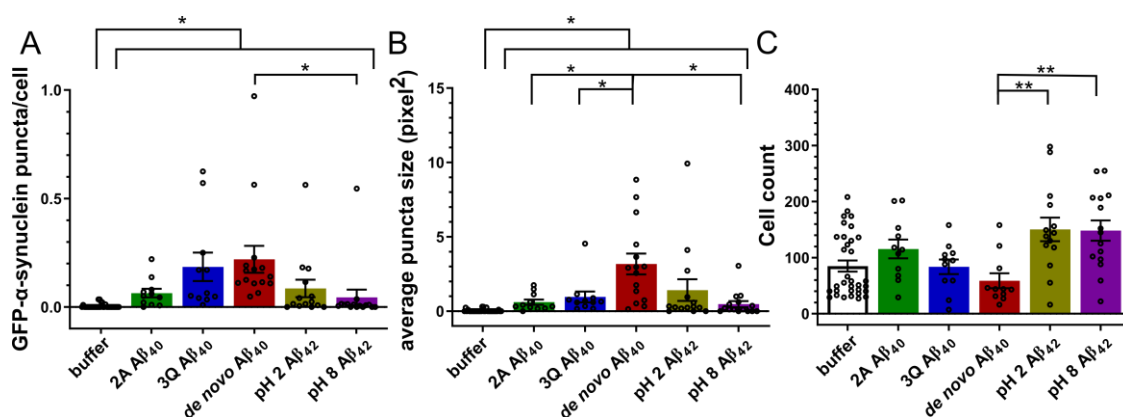 A
GFP-α-synuclein puncta/cell
*
*
1.0
0.5
0.0
buffer
2A Aβ40
3Q Aβ40
de novo Aβ40
pH 2 Aβ42
pH 8 Aβ42
B
average puncta size (pixel2)
*
*
*
*
15
10
5
0
buffer
2A Aβ40
3Q Aβ40
de novo Aβ40
pH 2 Aβ42
pH 8 Aβ42
C
Cell count
**
**
400
300
200
100
0
buffer
2A Aβ40
3Q Aβ40
de novo Aβ40
pH 2 Aβ42
pH 8 Aβ42